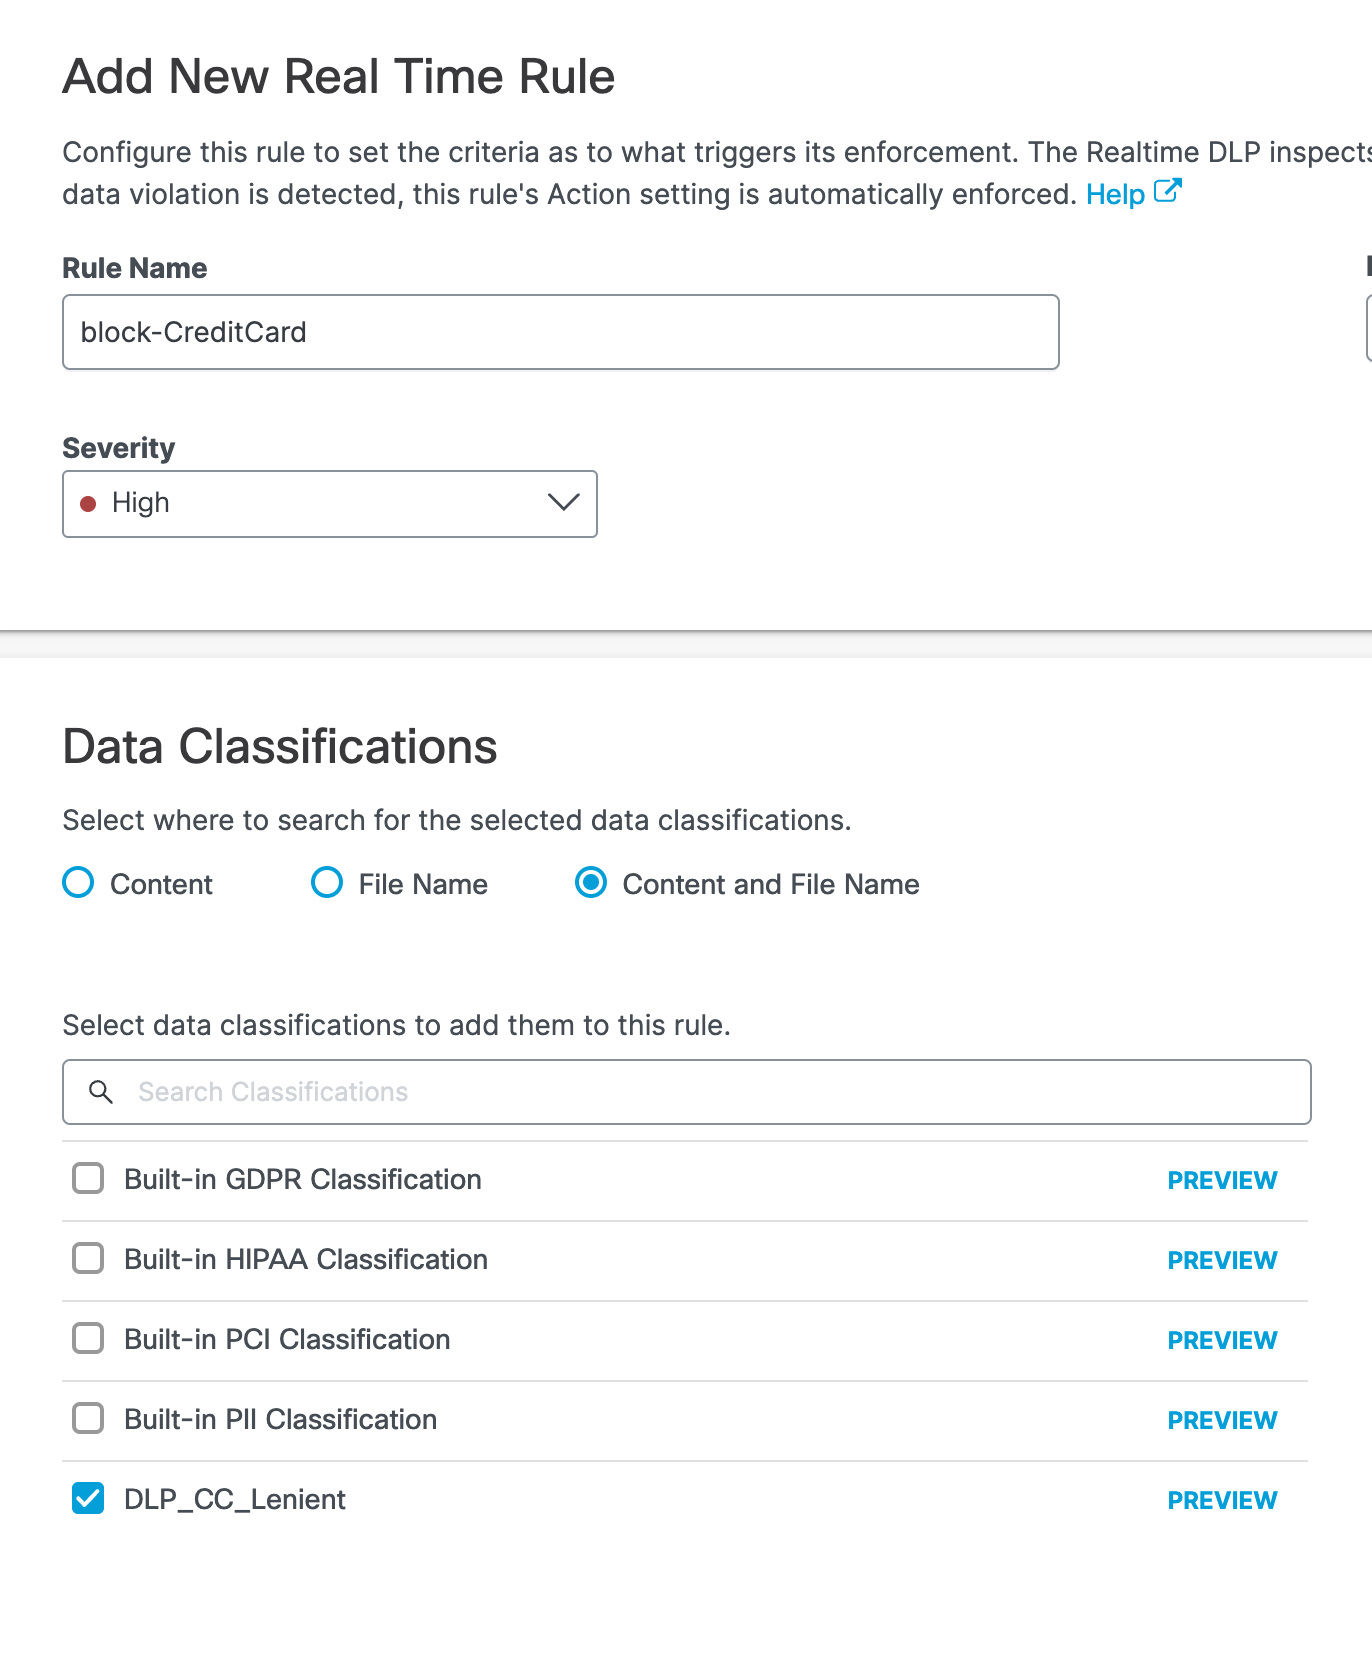 Add New Real Time Rule
Configure this rule to set the criteria as to what triggers its enforcement. The Realtime DLP inspects
data violation is detected, this rule's Action setting is automatically enforced. Help
Rule Name
block-CreditCard
Severity
High
Data Classifications
Select where to search for the selected data classifications.
Content File Name Content and File Name
Select data classifications to add them to this rule.
Search Classifications
Built-in GDPR Classification PREVIEW
Built-in HIPAA Classification PREVIEW
Built-in PCI Classification PREVIEW
Built-in PII Classification PREVIEW
DLP_CC_Lenient PREVIEW